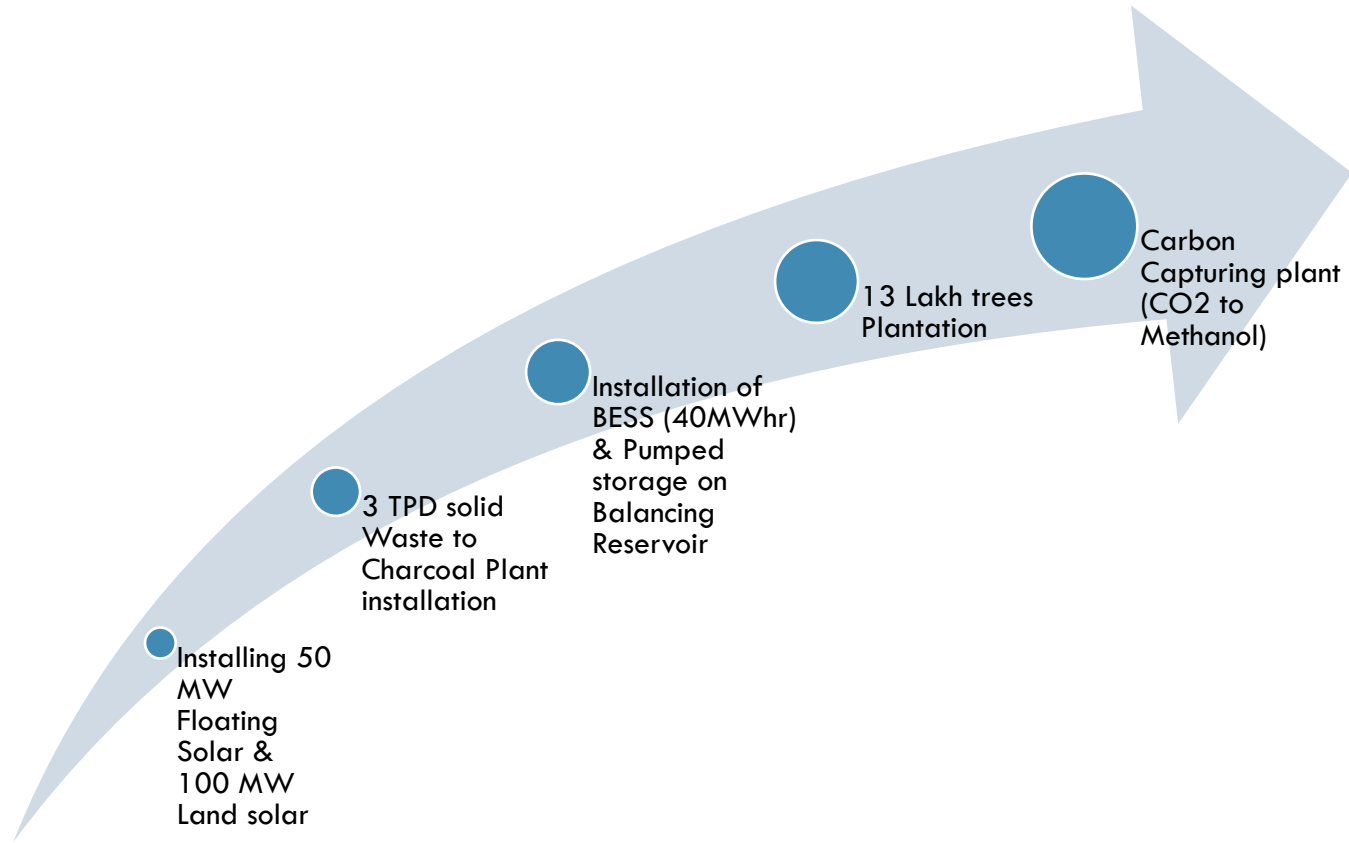 Installing 50
MW
Floating
Solar &
100 MW
Land solar
3 TPD solid
Waste to
Charcoal Plant
installation
Installation of
BESS (40MWhr)
& Pumped
storage on
Balancing
Reservoir
13 Lakh trees
Plantation
Carbon
Capturing plant
(CO2 to
Methanol)